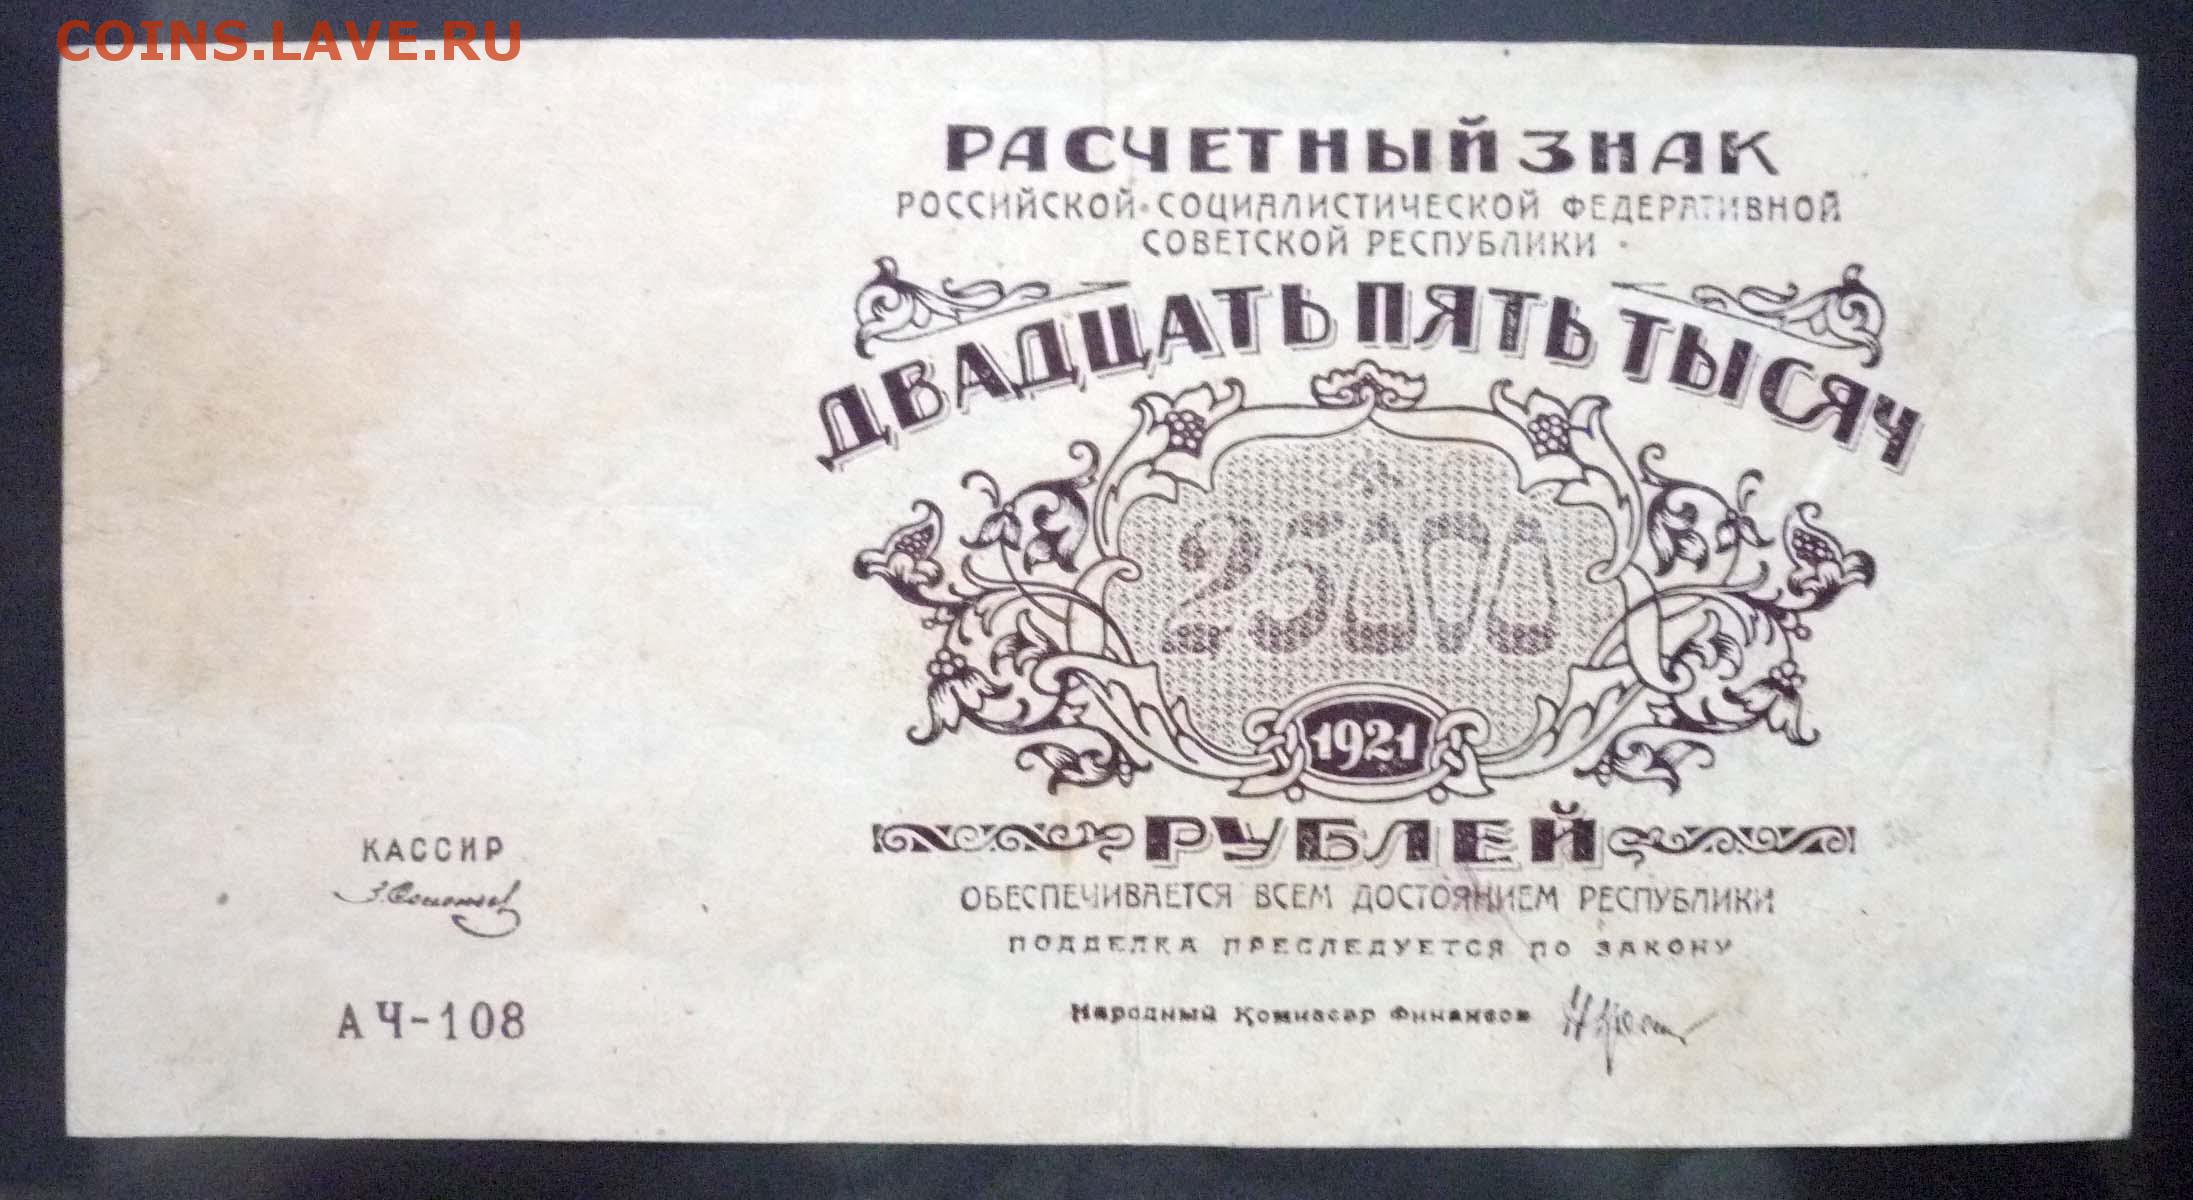 COINS.LAVE.RU
РАСЧЕТНЫЙ ЗНАК
РОССИЙСКОЙ СОЦИАЛИСТИЧЕСКОЙ ФЕДЕРАТИВНОЙ
СОВЕТСКОЙ РЕСПУБЛИКИ
ДВАДЦАТЬ ПЯТЬ ТЫСЯЧ
25000
1921
РУБЛЕЙ
ОБЕСПЕЧИВАЕТСЯ ВСЕМ ДОСТОЯНИЕМ РЕСПУБЛИКИ
ПОДДЕЛКА ПРЕСЛЕДУЕТСЯ ПО ЗАКОНУ
Народный Комиссар Финансов
КАССИР
АЧ-108